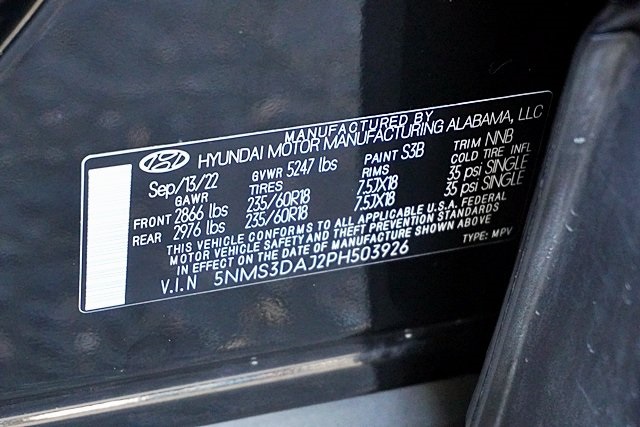 MANUFACTURED BY
HYUNDAI MOTOR MANUFACTURING ALABAMA, LLC
Sep/13/22 GVWR 5247 lbs PAINT S3B TRIM NNB
GAWR TIRES RIMS COLD TIRE INFL
FRONT 2866 lbs 235/60R18 7.5JX18 35 psi SINGLE
REAR 2976 lbs 235/60R18 7.5JX18 35 psi SINGLE
THIS VEHICLE CONFORMS TO ALL APPLICABLE U.S.A. FEDERAL
MOTOR VEHICLE SAFETY AND THEFT PREVENTION STANDARDS
IN EFFECT ON THE DATE OF MANUFACTURE SHOWN ABOVE
V.I.N 5NMS3DAJ2PH503926 TYPE: MPV